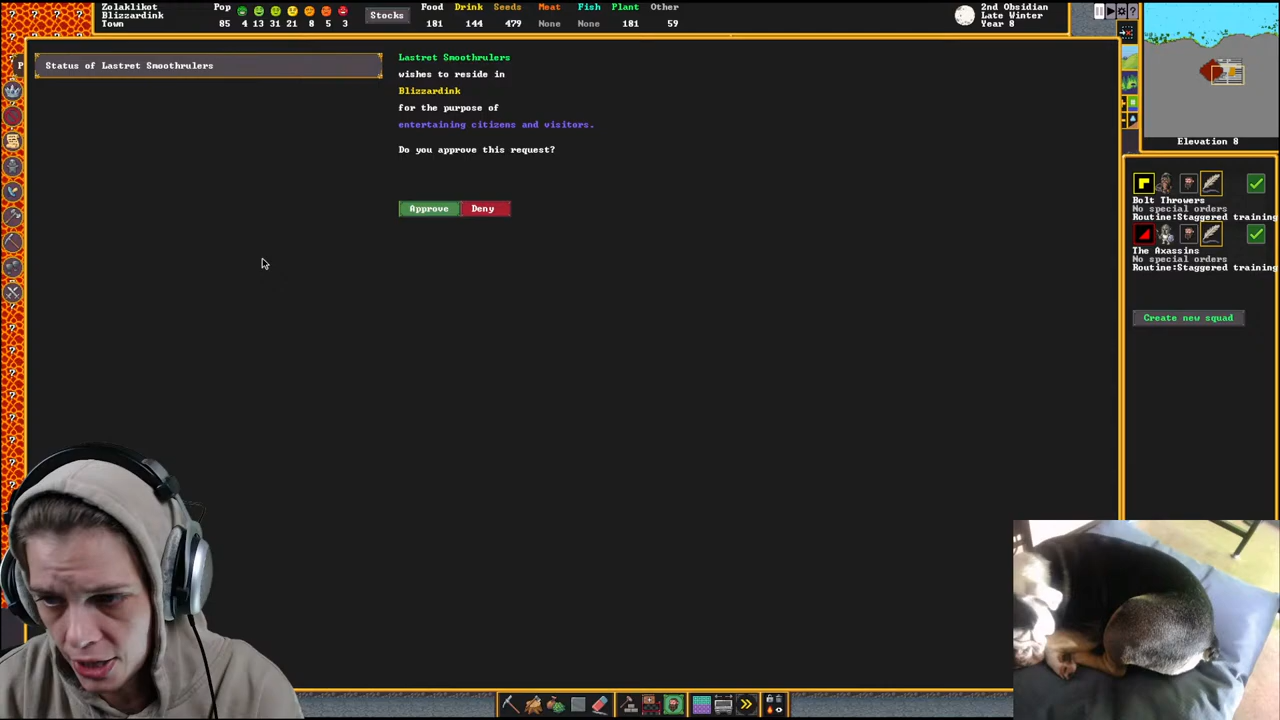 Zolaklikot
Blizzardink
Town
Pop
85 4 13 31 21 8 5 3
Stocks
Food Drink Seeds Meat Fish Plant Other
181 144 479 None None 181 59
2nd Obsidian
Late Winter
Year 8
Elevation 8
Status of Lastret Smoothrulers
Lastret Smoothrulers
wishes to reside in
Blizzardink
for the purpose of
entertaining citizens and visitors.
Do you approve this request?
Approve Deny
Bolt Throwers
No special orders
Routine:Staggered training
The Axassins
No special orders
Routine:Staggered training
Create new squad